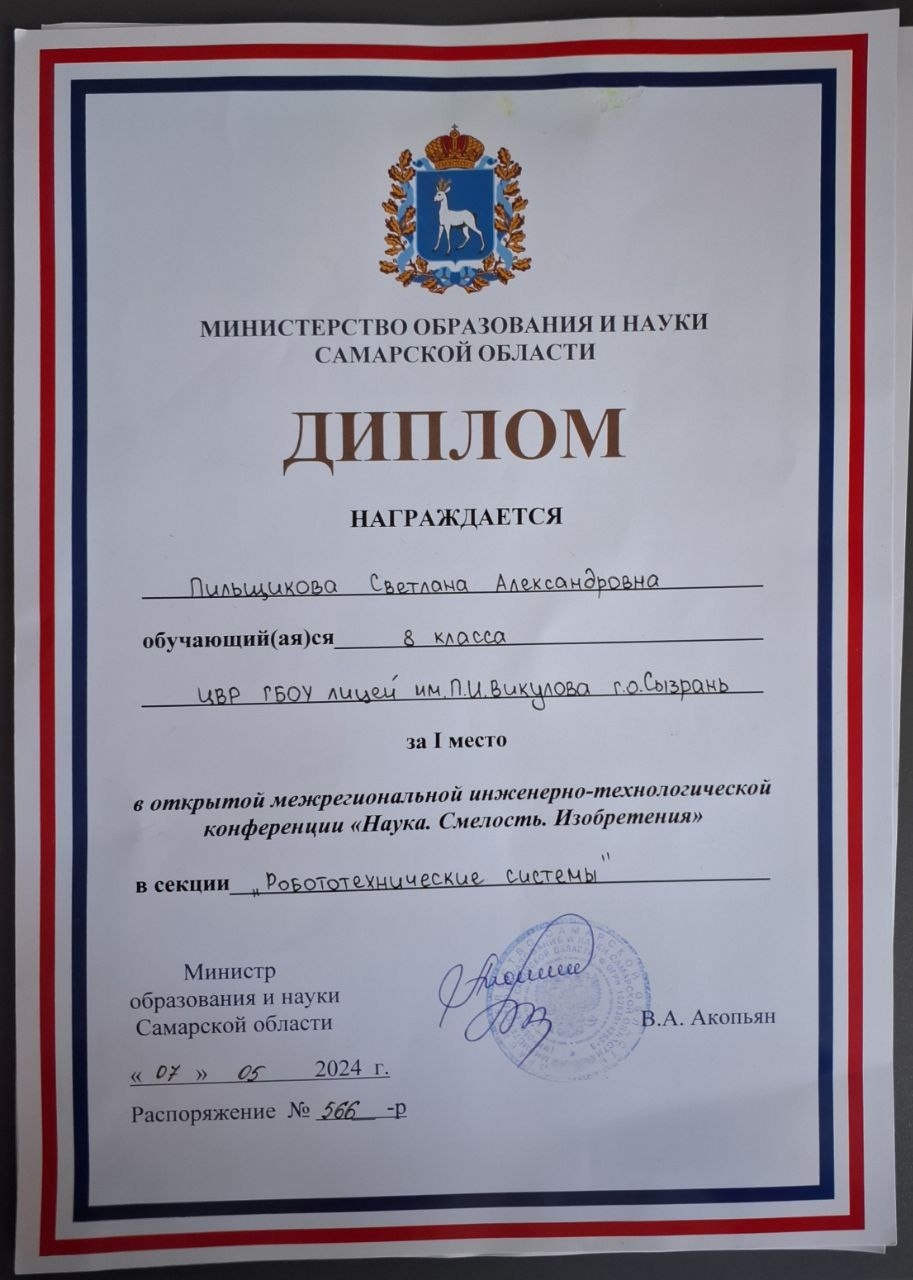 МИНИСТЕРСТВО ОБРАЗОВАНИЯ И НАУКИ
САМАРСКОЙ ОБЛАСТИ
ДИПЛОМ
НАГРАЖДАЕТСЯ
Пильщикова Светлана Александровна
обучающий(ая)ся 8 класса
ЦВР ГБОУ лицей им.П.И.Викулова г.о.Сызрань
за I место
в открытой межрегиональной инженерно-технологической
конференции «Наука. Смелость. Изобретения»
в секции „Робототехнические системы"
Министр
образования и науки
Самарской области
В.А. Акопьян
« 07 » 05 2024 г.
Распоряжение № 566 -р